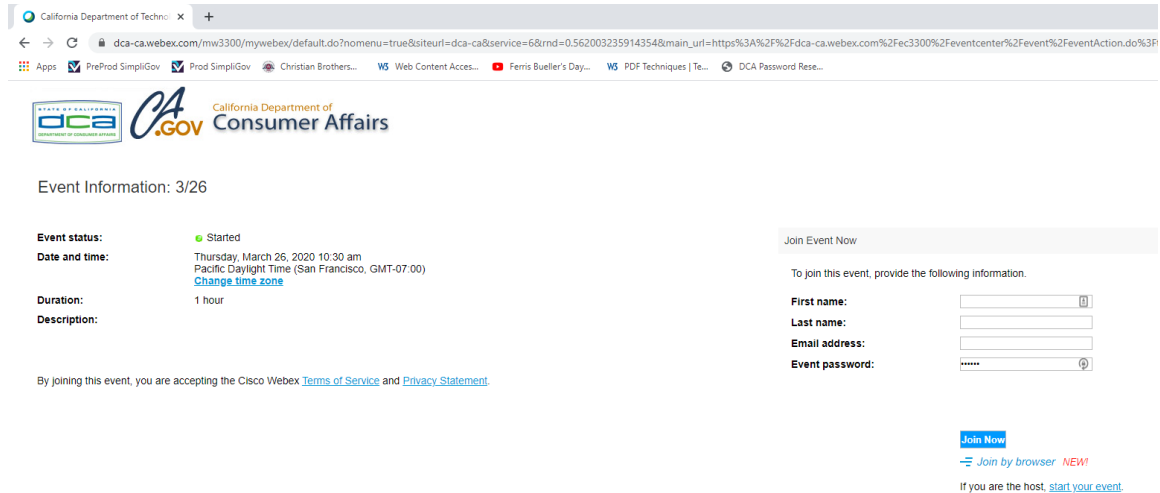 California Department of Techno
dca-ca.webex.com/mw3300/mywebex/default.do?nomenu=true&siteurl=dca-ca&service=6&rnd=0.562003235914354&main_url=https%3A%2F%2Fdca-ca.webex.com%2Fec3300%2Feventcenter%2Fevent%2FeventAction.do%3Ft
Apps PreProd SimpliGov Prod SimpliGov Christian Brothers... W3 Web Content Acces... Ferris Bueller's Day... W3 PDF Techniques | Te... DCA Password Rese...
STATE OF CALIFORNIA
dca
DEPARTMENT OF CONSUMER AFFAIRS
CA
.GOV
California Department of
Consumer Affairs
Event Information: 3/26
Event status: Started
Date and time: Thursday, March 26, 2020 10:30 am
Pacific Daylight Time (San Francisco, GMT-07:00)
Change time zone
Duration: 1 hour
Description:
By joining this event, you are accepting the Cisco Webex Terms of Service and Privacy Statement.
Join Event Now
To join this event, provide the following information.
First name:
Last name:
Email address:
Event password: ······
Join Now
Join by browser NEW!
If you are the host, start your event.